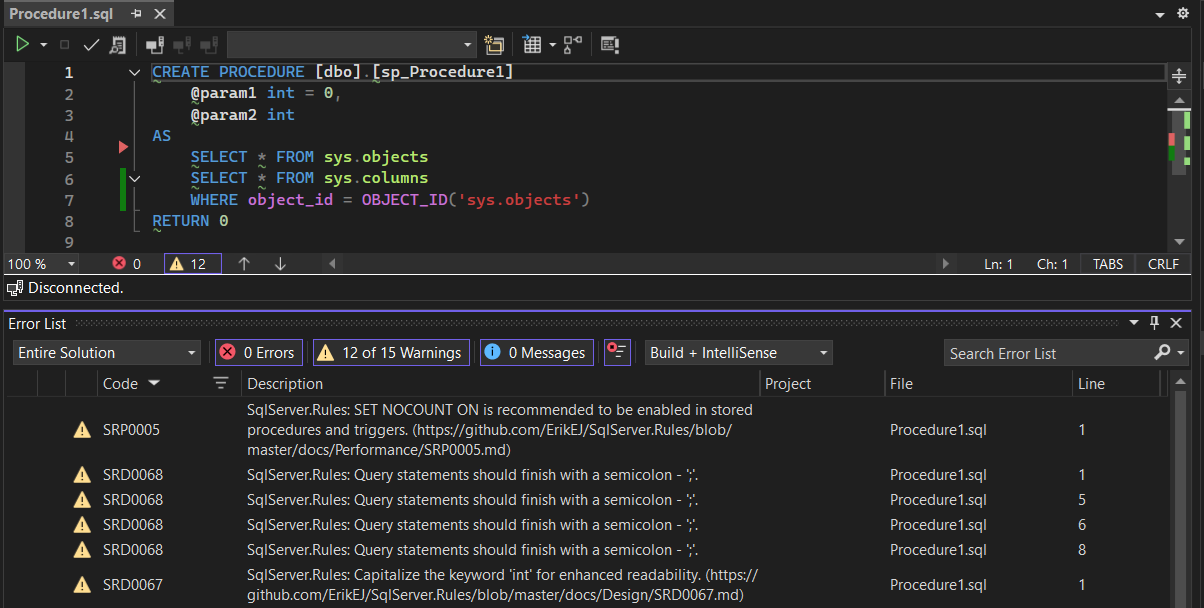 Procedure1.sql
1 CREATE PROCEDURE [dbo].[sp_Procedure1]
2 @param1 int = 0,
3 @param2 int
4 AS
5 SELECT * FROM sys.objects
6 SELECT * FROM sys.columns
7 WHERE object_id = OBJECT_ID('sys.objects')
8 RETURN 0
9
100 % 0 12 Ln: 1 Ch: 1 TABS CRLF
Disconnected.
Error List
Entire Solution 0 Errors 12 of 15 Warnings 0 Messages Build + IntelliSense Search Error List
Code Description Project File Line
SqlServer.Rules: SET NOCOUNT ON is recommended to be enabled in stored
SRP0005 procedures and triggers. (https://github.com/ErikEJ/SqlServer.Rules/blob/ Procedure1.sql 1
master/docs/Performance/SRP0005.md)
SRD0068 SqlServer.Rules: Query statements should finish with a semicolon - ';'. Procedure1.sql 1
SRD0068 SqlServer.Rules: Query statements should finish with a semicolon - ';'. Procedure1.sql 5
SRD0068 SqlServer.Rules: Query statements should finish with a semicolon - ';'. Procedure1.sql 6
SRD0068 SqlServer.Rules: Query statements should finish with a semicolon - ';'. Procedure1.sql 8
SqlServer.Rules: Capitalize the keyword 'int' for enhanced readability. (https://
SRD0067 github.com/ErikEJ/SqlServer.Rules/blob/master/docs/Design/SRD0067.md) Procedure1.sql 1